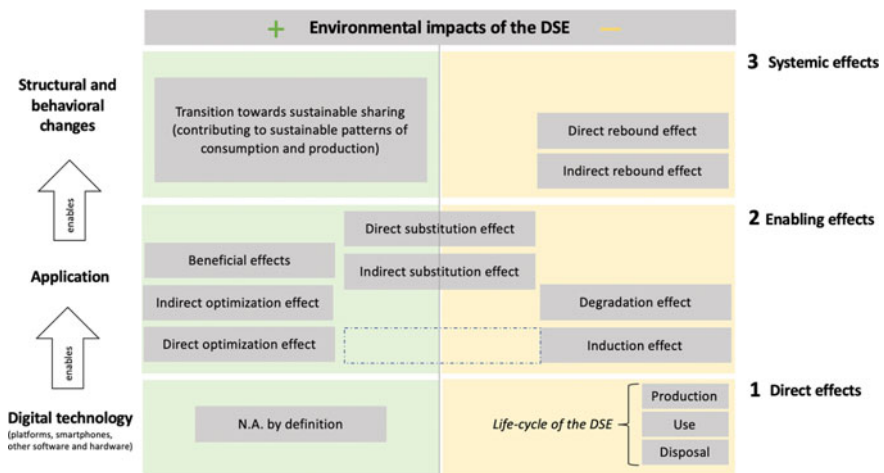 + Environmental impacts of the DSE −
3 Systemic effects
Structural and
behavioral
changes
Transition towards sustainable sharing
(contributing to sustainable patterns of
consumption and production)
Direct rebound effect
Indirect rebound effect
enables
2 Enabling effects
Direct substitution effect
Beneficial effects
Indirect substitution effect
Application
Indirect optimization effect
Degradation effect
Direct optimization effect
Induction effect
enables
1 Direct effects
Digital technology
(platforms, smartphones,
other software and hardware)
N.A. by definition
Life-cycle of the DSE
Production
Use
Disposal